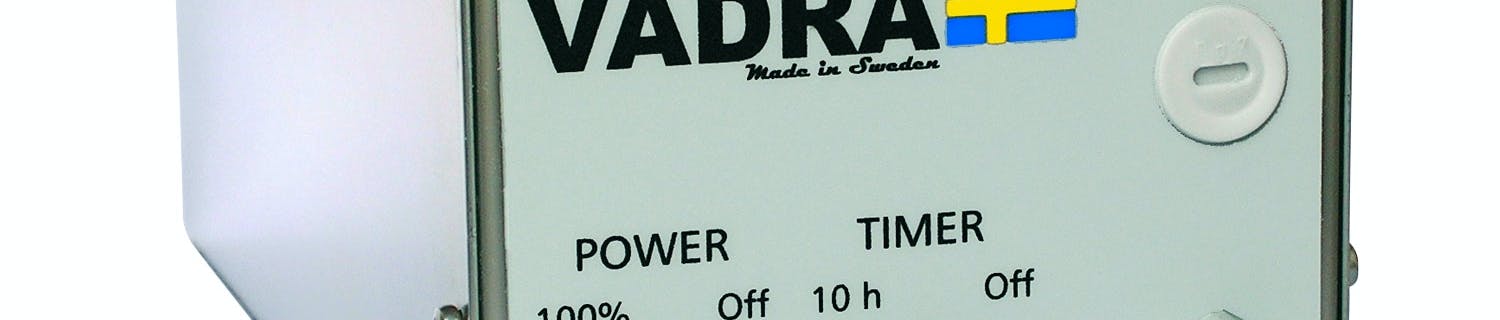 VADRA
Made in Sweden
POWER TIMER
100% Off 10 h Off